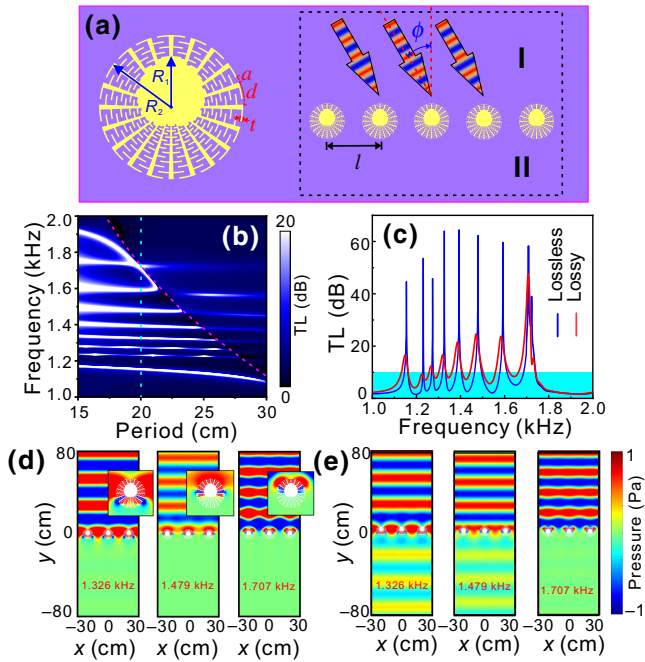 (a)
R1
R2
a
d
t
ϕ
I
l
II
(b)
2.0
1.8
1.6
1.4
1.2
1.0
Frequency (kHz)
15
20
25
30
Period (cm)
20
0
TL (dB)
(c)
60
40
20
0
TL (dB)
1.0
1.2
1.4
1.6
1.8
2.0
Frequency (kHz)
Lossless
Lossy
(d)
80
0
−80
y (cm)
1.326 kHz
1.479 kHz
1.707 kHz
−30 0 30
−30 0 30
−30 0 30
x (cm)
x (cm)
x (cm)
(e)
80
0
−80
y (cm)
1.326 kHz
1.479 kHz
1.707 kHz
−30 0 30
−30 0 30
−30 0 30
x (cm)
x (cm)
x (cm)
1
−1
Pressure (Pa)